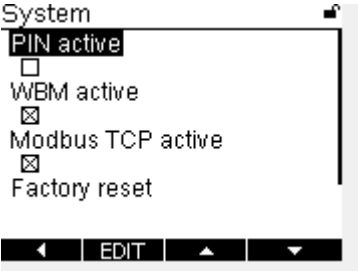 System
PIN active
WBM active
Modbus TCP active
Factory reset
EDIT